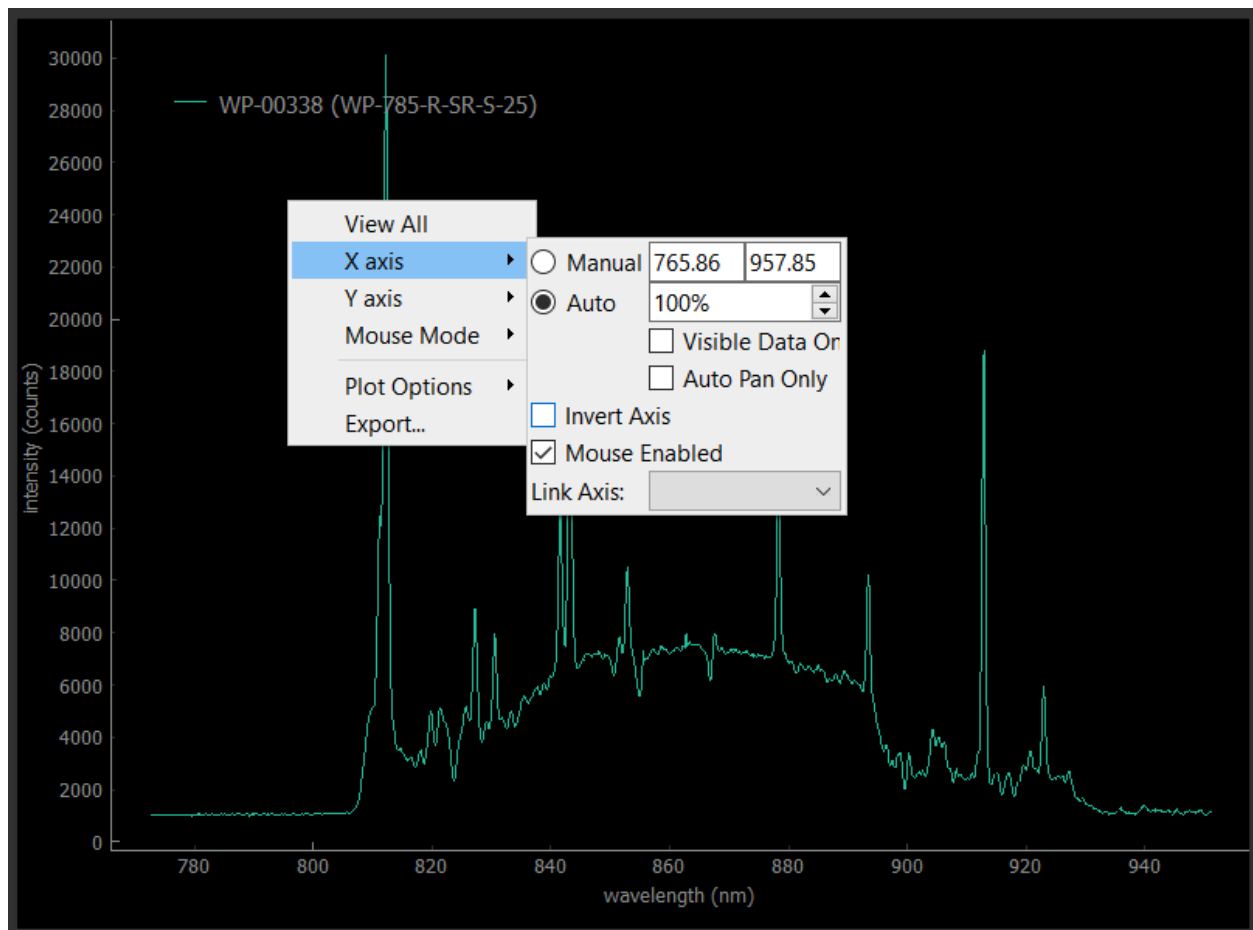 30000
28000
26000
24000
22000
20000
18000
16000
14000
12000
10000
8000
6000
4000
2000
0
intensity (counts)
WP-00338 (WP-785-R-SR-S-25)
View All
X axis
Y axis
Mouse Mode
Plot Options
Export...
Manual 765.86 957.85
Auto 100%
Visible Data Or
Auto Pan Only
Invert Axis
Mouse Enabled
Link Axis:
780 800 820 840 860 880 900 920 940
wavelength (nm)